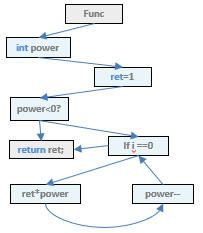 Func
int power
ret=1
power<0?
return ret;
If i ==0
ret*power
power--